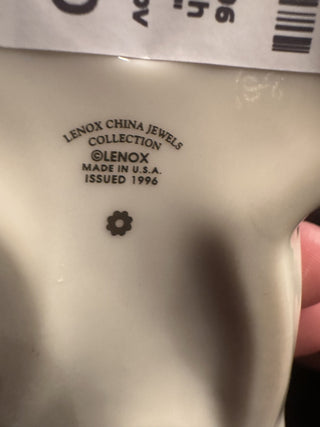 LENOX CHINA JEWELS
COLLECTION
©LENOX
MADE IN U.S.A.
ISSUED 1996